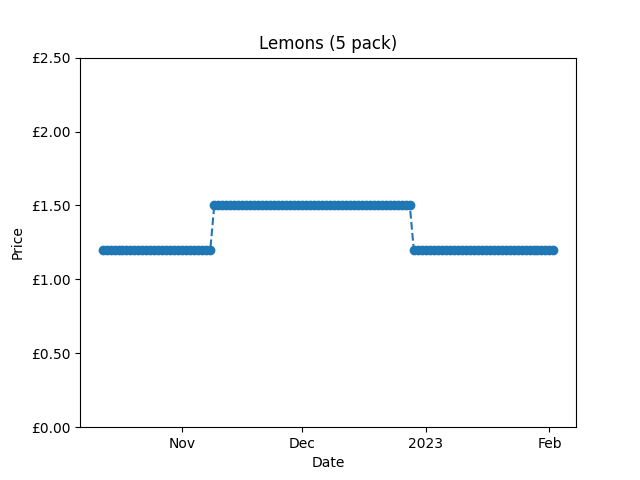 Lemons (5 pack)
£2.50
£2.00
£1.50
£1.00
£0.50
£0.00
Price
Nov
Dec
2023
Feb
Date